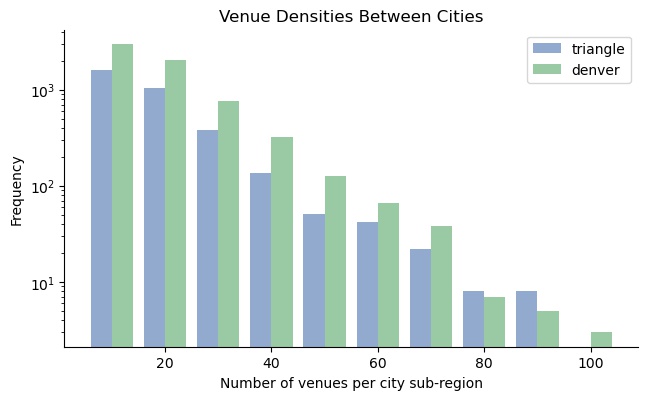 Venue Densities Between Cities
triangle
denver
Frequency
10³
10²
10¹
20 40 60 80 100
Number of venues per city sub-region